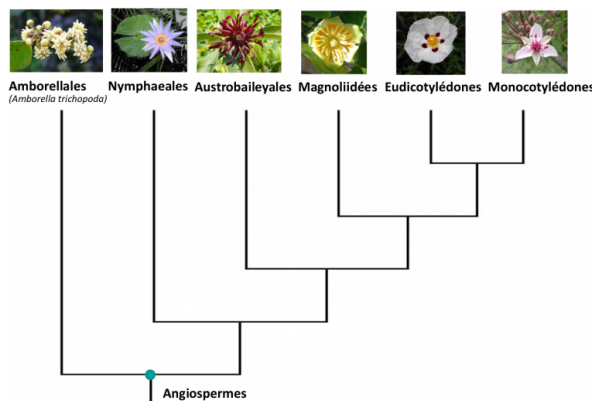 Amborellales Nymphaeales Austrobaileyales Magnoliidées Eudicotylédones Monocotylédones
(Amborella trichopoda)
Angiospermes